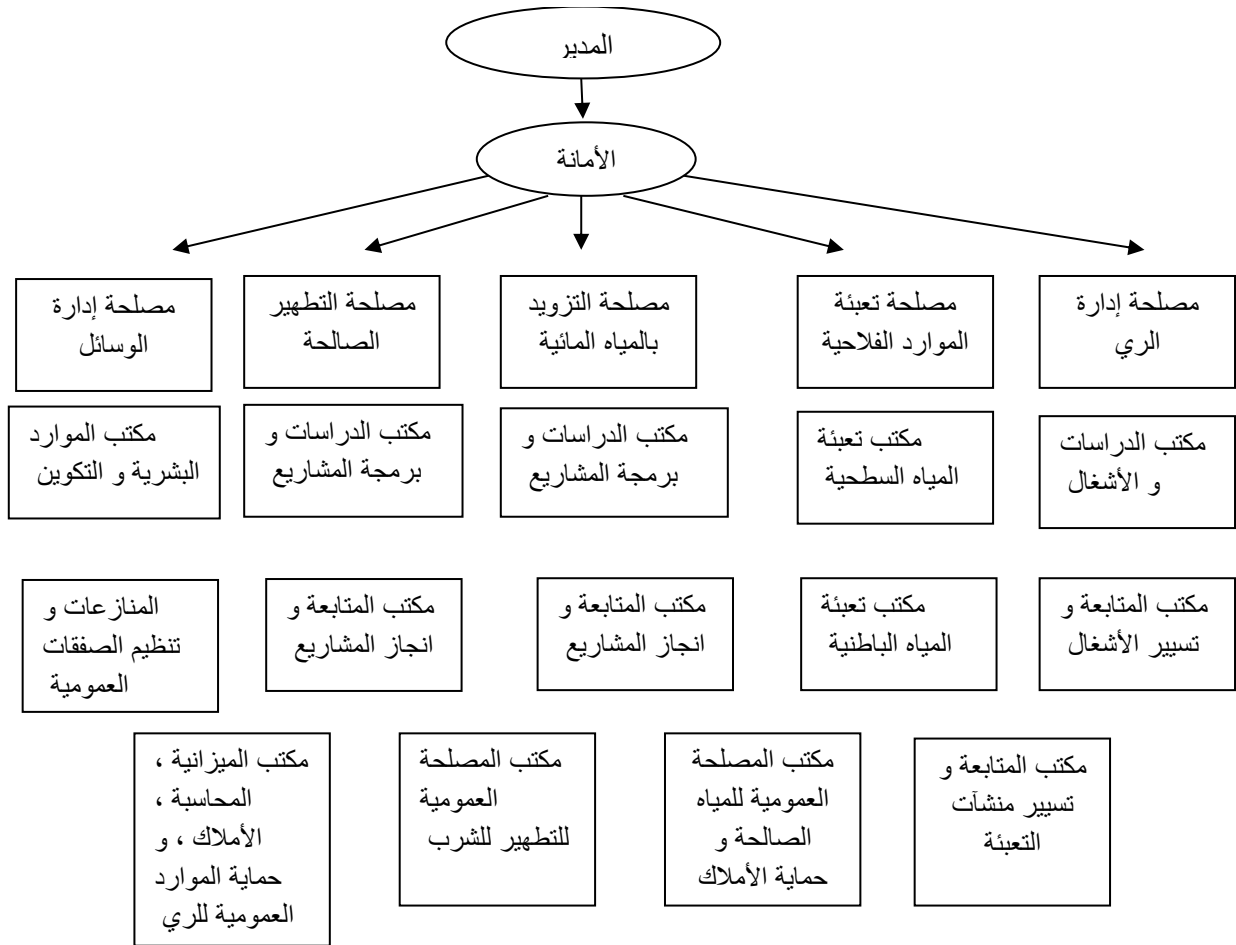 المدير
الأمانة
مصلحة إدارة
الري
مصلحة تعبئة
الموارد الفلاحية
مصلحة التزويد
بالمياه المائية
مصلحة التطهير
الصالحة
مصلحة إدارة
الوسائل
مكتب الدراسات
و الأشغال
مكتب تعبئة
المياه السطحية
مكتب الدراسات و
برمجة المشاريع
مكتب الدراسات و
برمجة المشاريع
مكتب الموارد
البشرية و التكوين
مكتب المتابعة و
تسيير الأشغال
مكتب تعبئة
المياه الباطنية
مكتب المتابعة و
انجاز المشاريع
مكتب المتابعة و
انجاز المشاريع
المنازعات و
تنظيم الصفقات
العمومية
مكتب المتابعة و
تسيير منشآت
التعبئة
مكتب المصلحة
العمومية للمياه
الصالحة و
حماية الأملاك
مكتب المصلحة
العمومية
للتطهير للشرب
مكتب الميزانية ،
المحاسبة ،
الأملاك ، و
حماية الموارد
العمومية للري